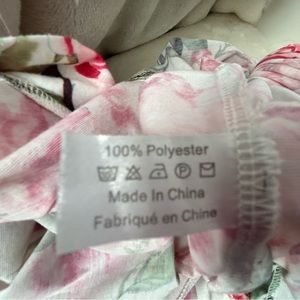 100% Polyester
Made In China
Fabriqué en Chine